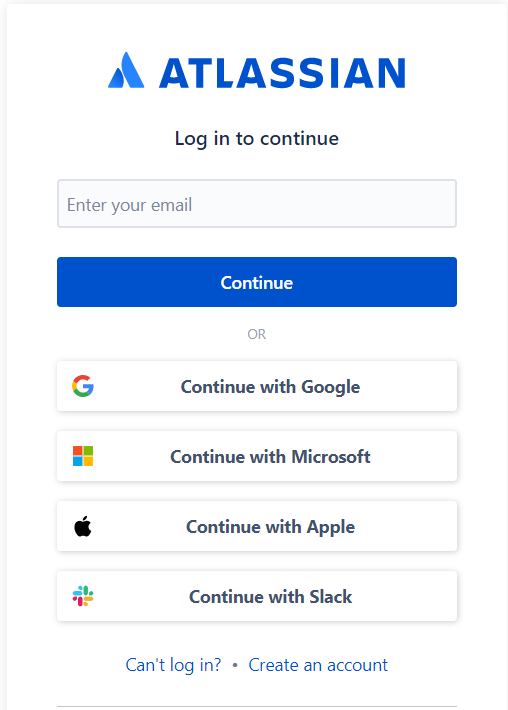 ATLASSIAN
Log in to continue
Enter your email
Continue
OR
Continue with Google
Continue with Microsoft
Continue with Apple
Continue with Slack
Can't log in? • Create an account